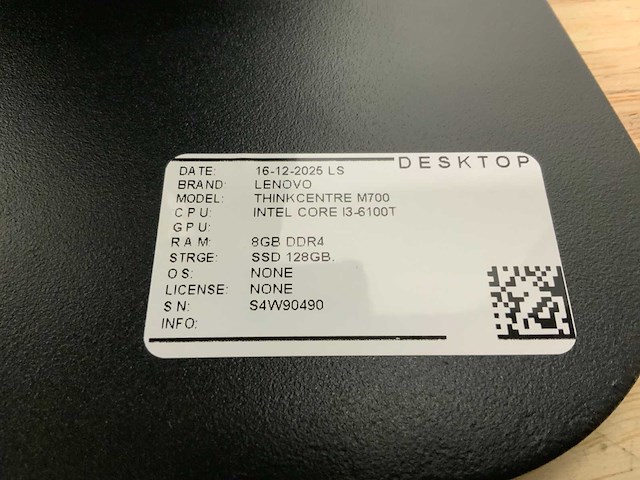 DESKTOP
DATE: 16-12-2025 LS
BRAND: LENOVO
MODEL: THINKCENTRE M700
CPU: INTEL CORE I3-6100T
GPU:
RAM: 8GB DDR4
STRGE: SSD 128GB.
OS: NONE
LICENSE: NONE
SN: S4W90490
INFO: